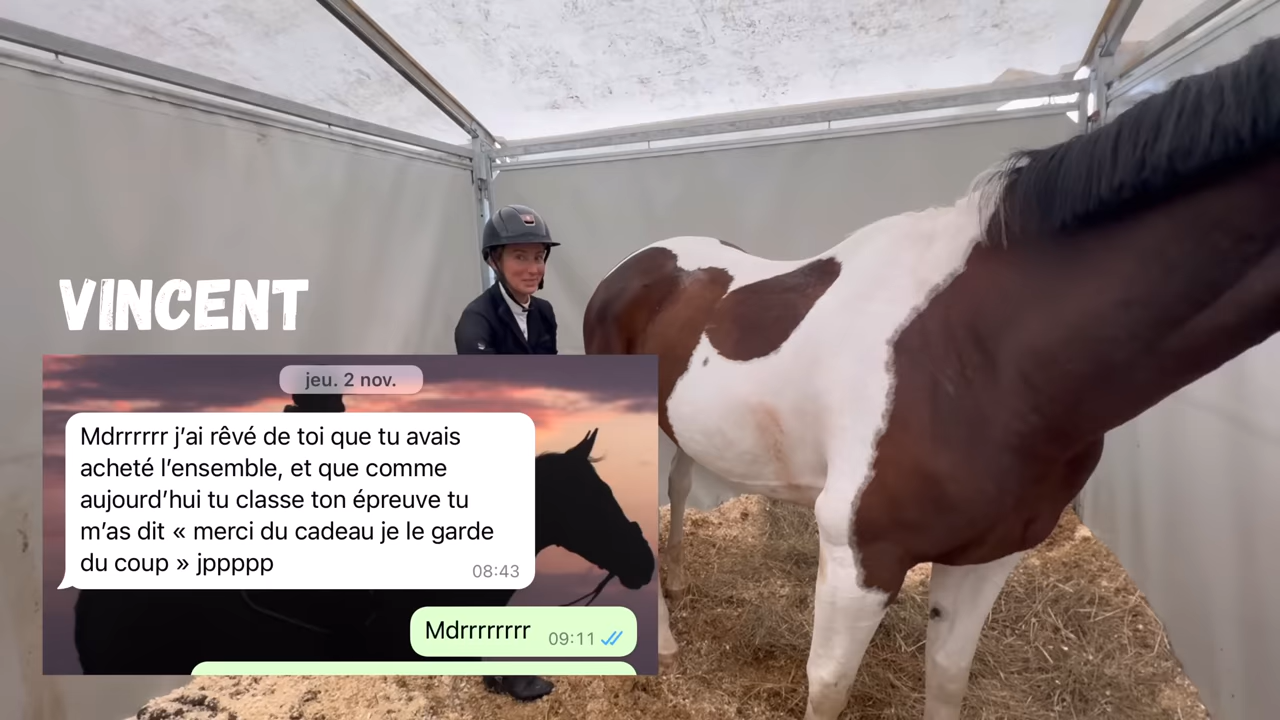 VINCENT
jeu. 2 nov.
Mdrrrrrr j’ai rêvé de toi que tu avais
acheté l’ensemble, et que comme
aujourd’hui tu classe ton épreuve tu
m’as dit « merci du cadeau je le garde
du coup » jppppp
08:43
Mdrrrrrrrr 09:11